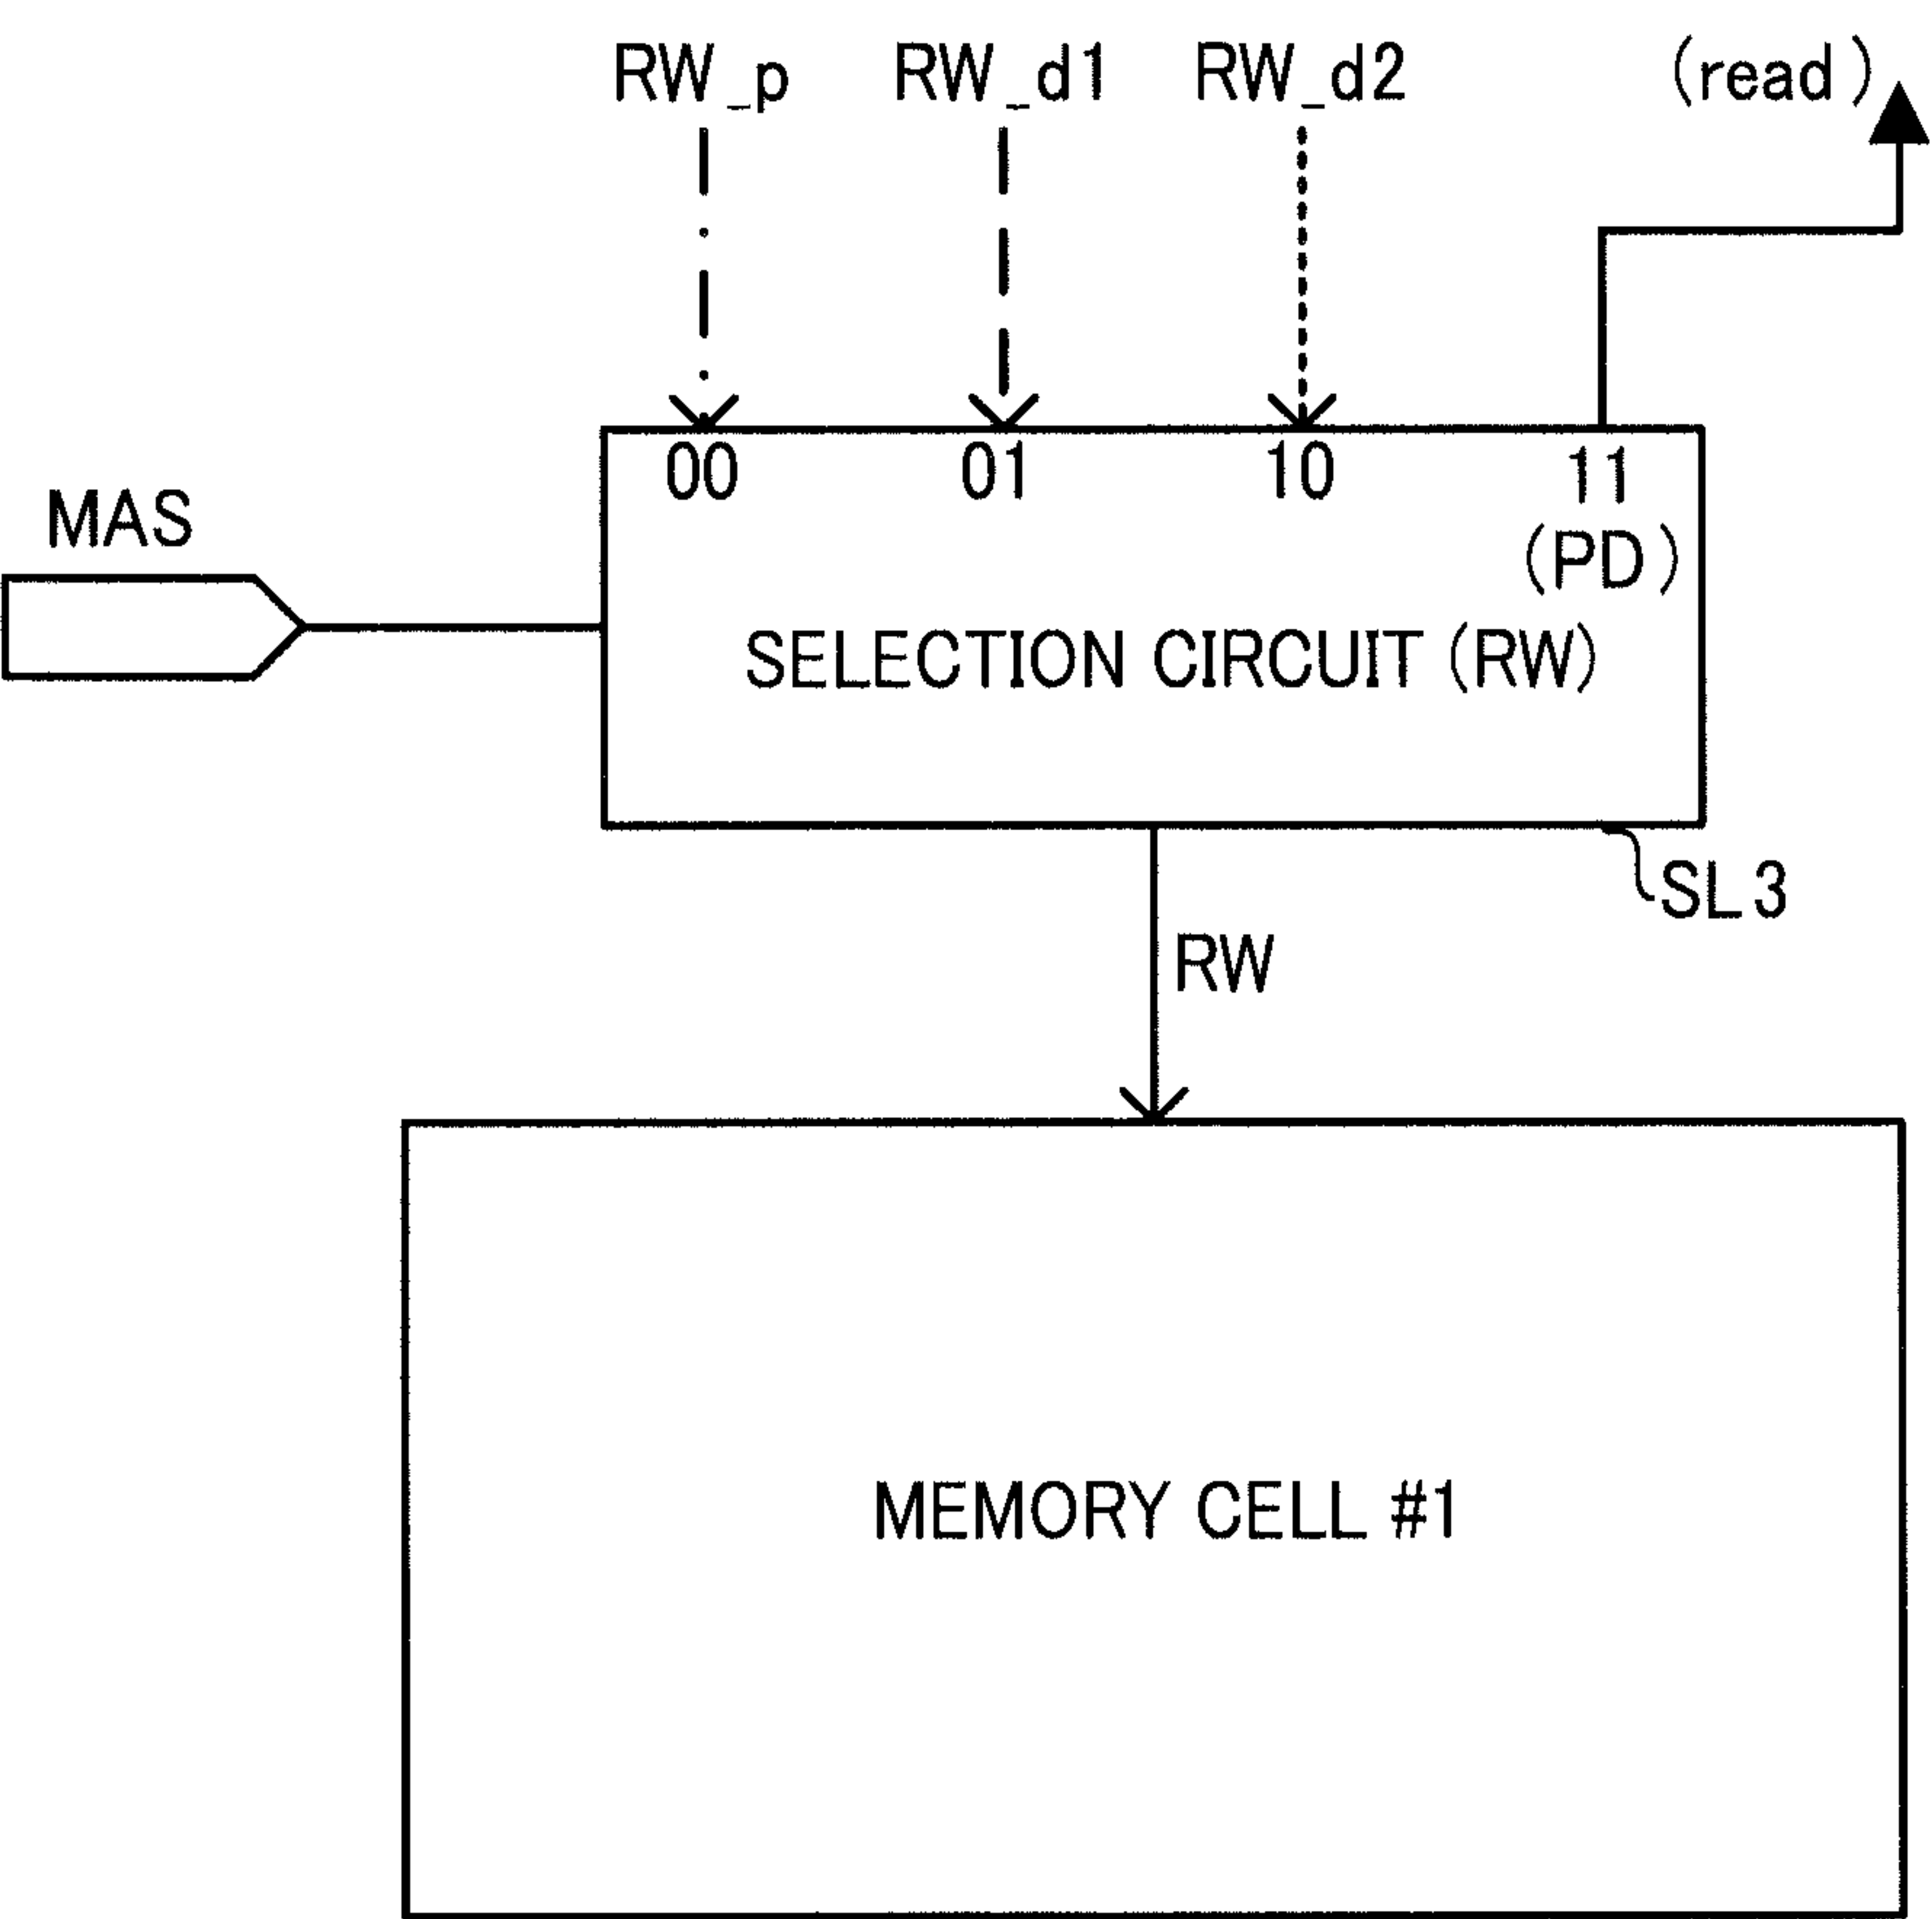 RW_p RW_d1 RW_d2 (read)
00 01 10 11
(PD)
MAS
SELECTION CIRCUIT (RW)
SL3
RW
MEMORY CELL #1